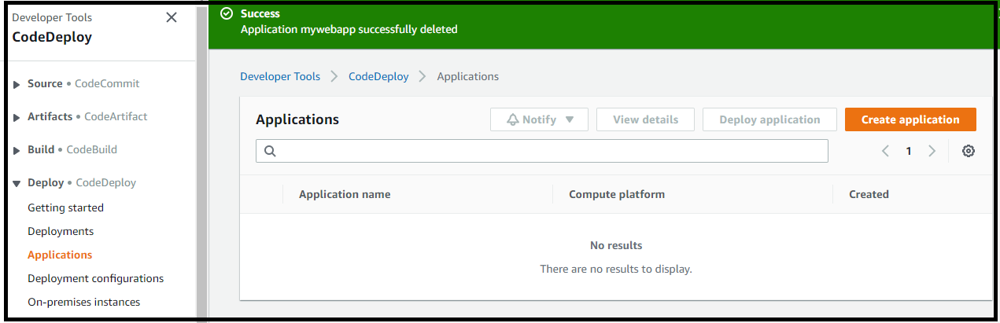 Developer Tools
CodeDeploy
Source • CodeCommit
Artifacts • CodeArtifact
Build • CodeBuild
Deploy • CodeDeploy
Getting started
Deployments
Applications
Deployment configurations
On-premises instances
Success
Application mywebapp successfully deleted
Developer Tools > CodeDeploy > Applications
Applications Notify View details Deploy application Create application
1
Application name Compute platform Created
No results
There are no results to display.